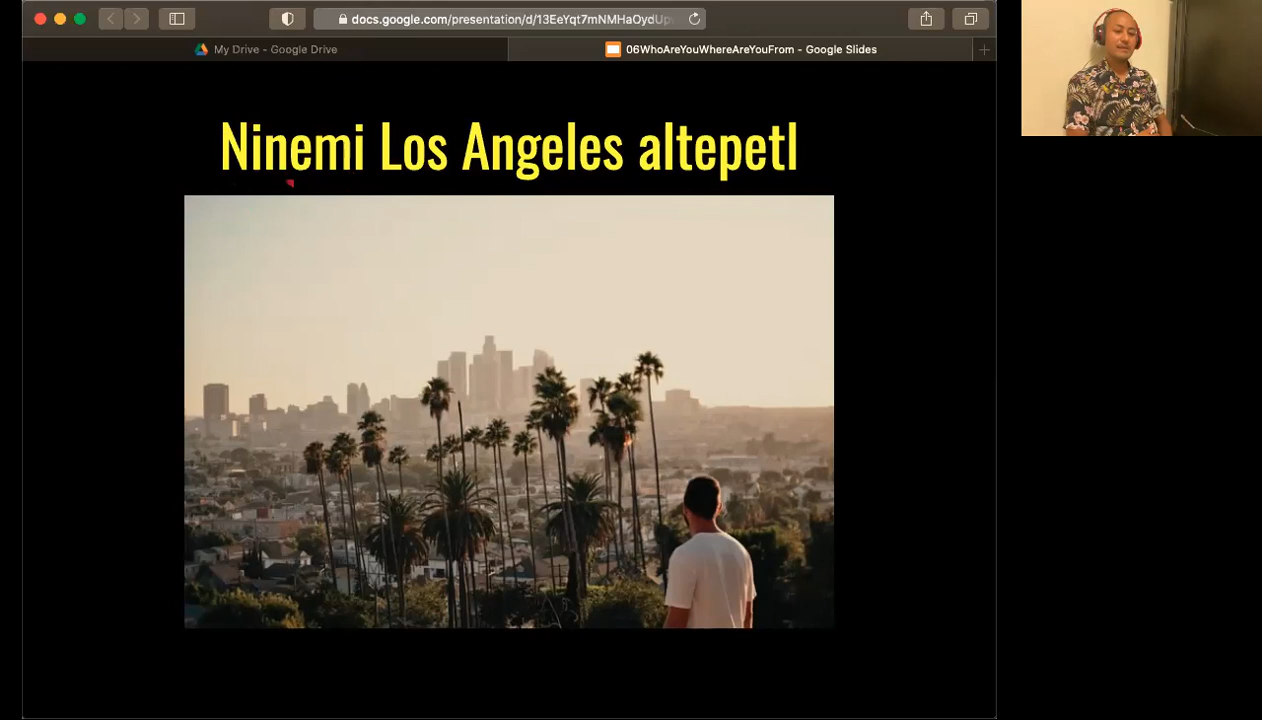 docs.google.com/presentation/d/13EeYqt7mNMHaOydUp
My Drive - Google Drive
06WhoAreYouWhereAreYouFrom - Google Slides
Ninemi Los Angeles altepetl